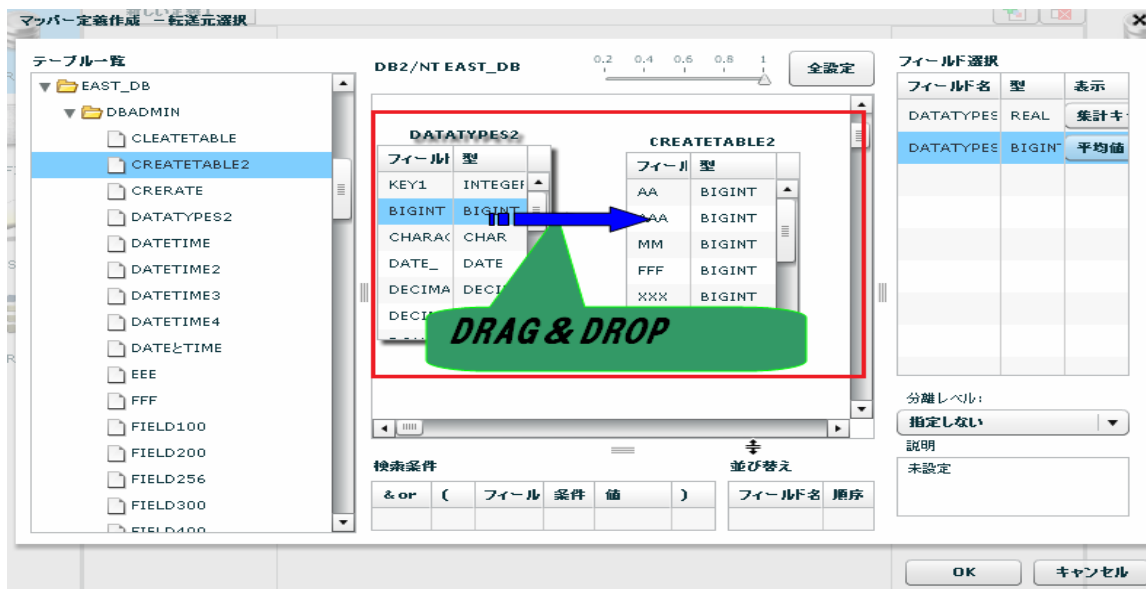 マッパー定義作成 －転送元選択
テーブル一覧
EAST_DB
DBADMIN
CLEATETABLE
CREATETABLE2
CRERATE
DATATYPES2
DATETIME
DATETIME2
DATETIME3
DATETIME4
DATEとTIME
EEE
FFF
FIELD100
FIELD200
FIELD256
FIELD300
FIELD400
DB2/NT EAST_DB
0.2 0.4 0.6 0.8 1
全設定
DATATYPES2
フィールド 型
KEY1 INTEGER
BIGINT BIGINT
CHARAC CHAR
DATE_ DATE
DECIMA DECI
DECI
CREATETABLE2
フィール 型
AA BIGINT
AAA BIGINT
MM BIGINT
FFF BIGINT
XXX BIGINT
DRAG & DROP
検索条件
& or ( フィール 条件 値 )
並び替え
フィールド名 順序
フィールド選択
フィールド名 型 表示
DATATYPES REAL 集計キ
DATATYPES BIGINT 平均値
分離レベル:
指定しない
説明
未設定
OK キャンセル